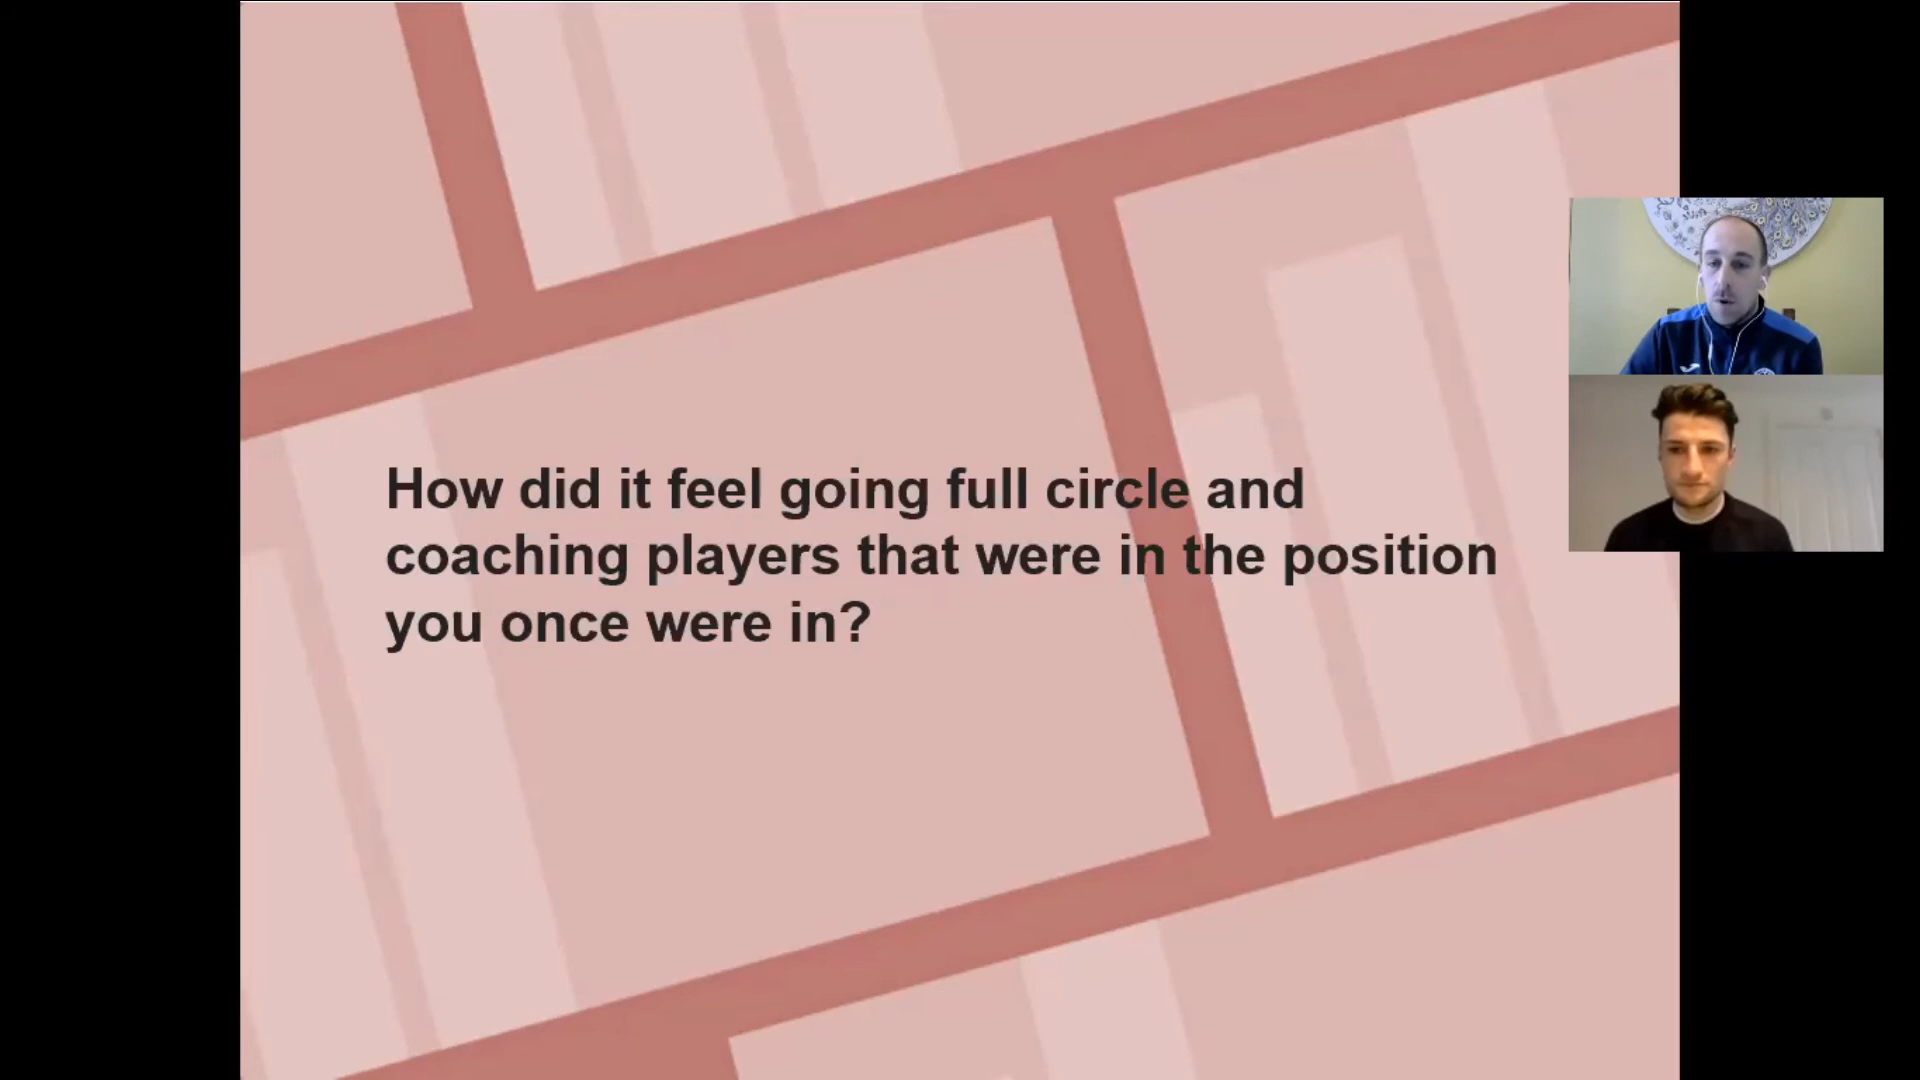 How did it feel going full circle and
coaching players that were in the position
you once were in?